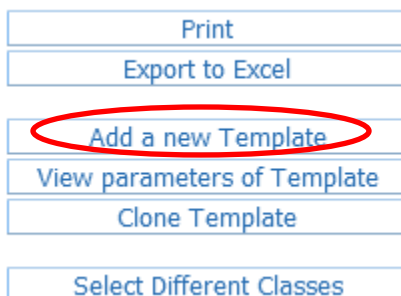 Print
Export to Excel
Add a new Template
View parameters of Template
Clone Template
Select Different Classes